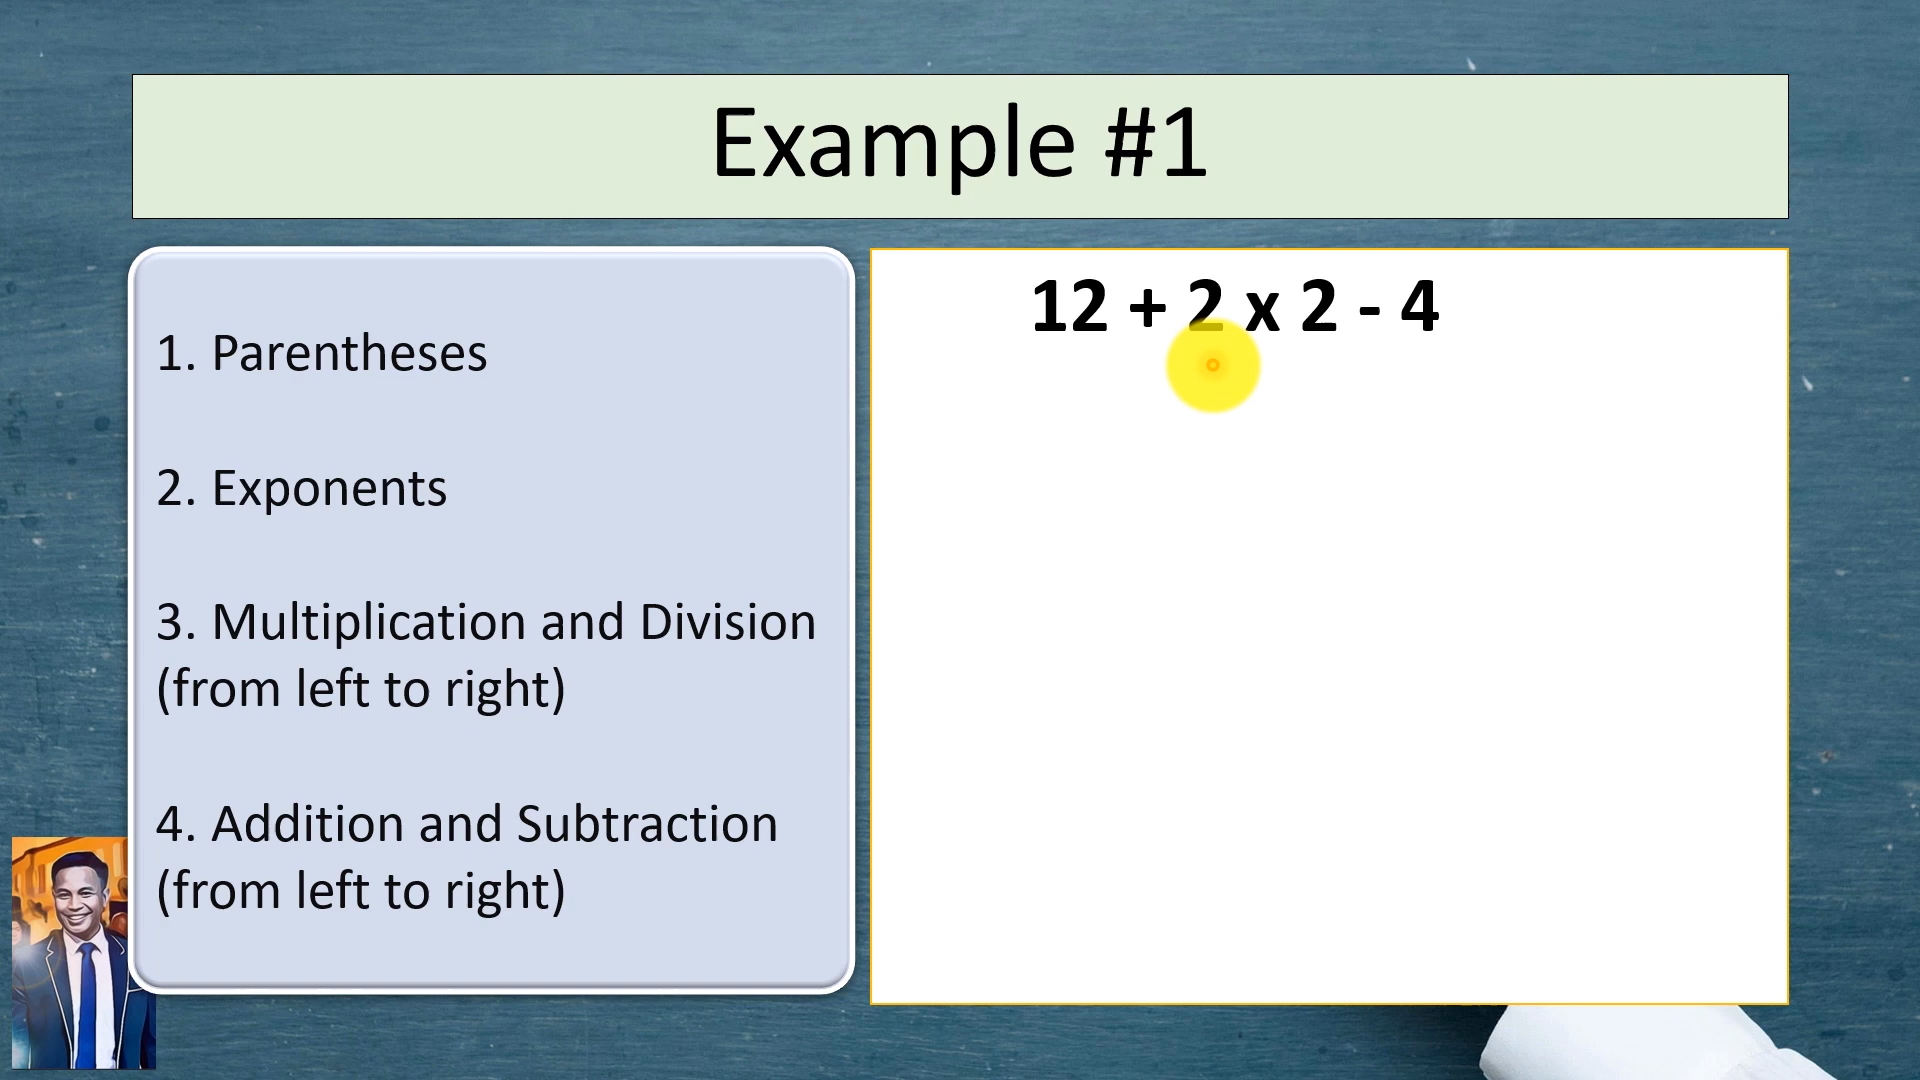 Example #1
1. Parentheses
2. Exponents
3. Multiplication and Division
(from left to right)
4. Addition and Subtraction
(from left to right)
12 + 2 x 2 - 4